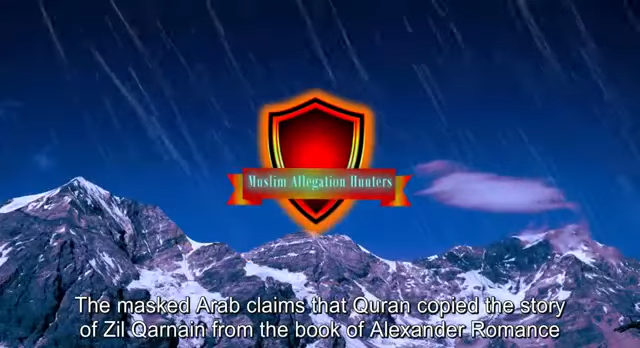 Muslim Allegation Hunters
The masked Arab claims that Quran copied the story
of Zil Qarnain from the book of Alexander Romance